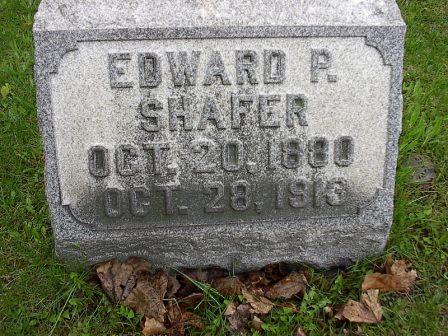 EDWARD P.
SHAFER
OCT. 20, 1880
OCT. 28, 1913